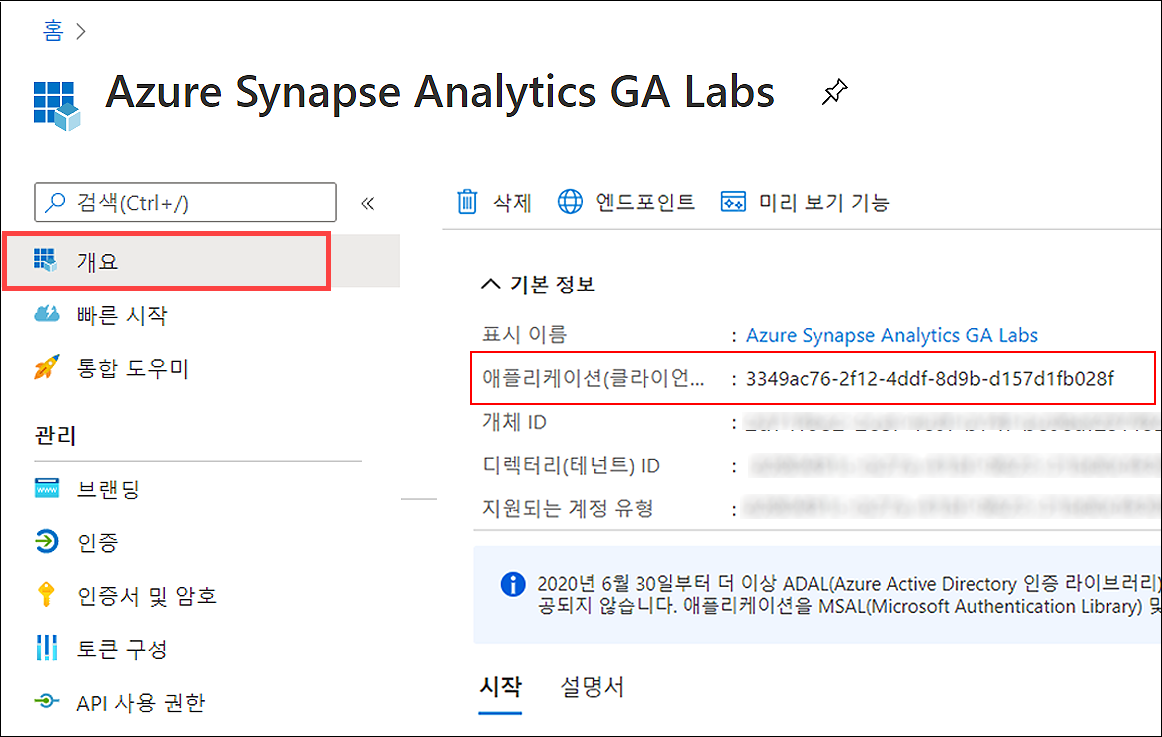 홈
Azure Synapse Analytics GA Labs
검색(Ctrl+/)
삭제 엔드포인트 미리 보기 기능
개요
빠른 시작
통합 도우미
관리
브랜딩
인증
인증서 및 암호
토큰 구성
API 사용 권한
기본 정보
표시 이름 : Azure Synapse Analytics GA Labs
애플리케이션(클라이언... : 3349ac76-2f12-4ddf-8d9b-d157d1fb028f
개체 ID :
디렉터리(테넌트) ID :
지원되는 계정 유형 :
2020년 6월 30일부터 더 이상 ADAL(Azure Active Directory 인증 라이브러리)
공되지 않습니다. 애플리케이션을 MSAL(Microsoft Authentication Library) 및
시작 설명서